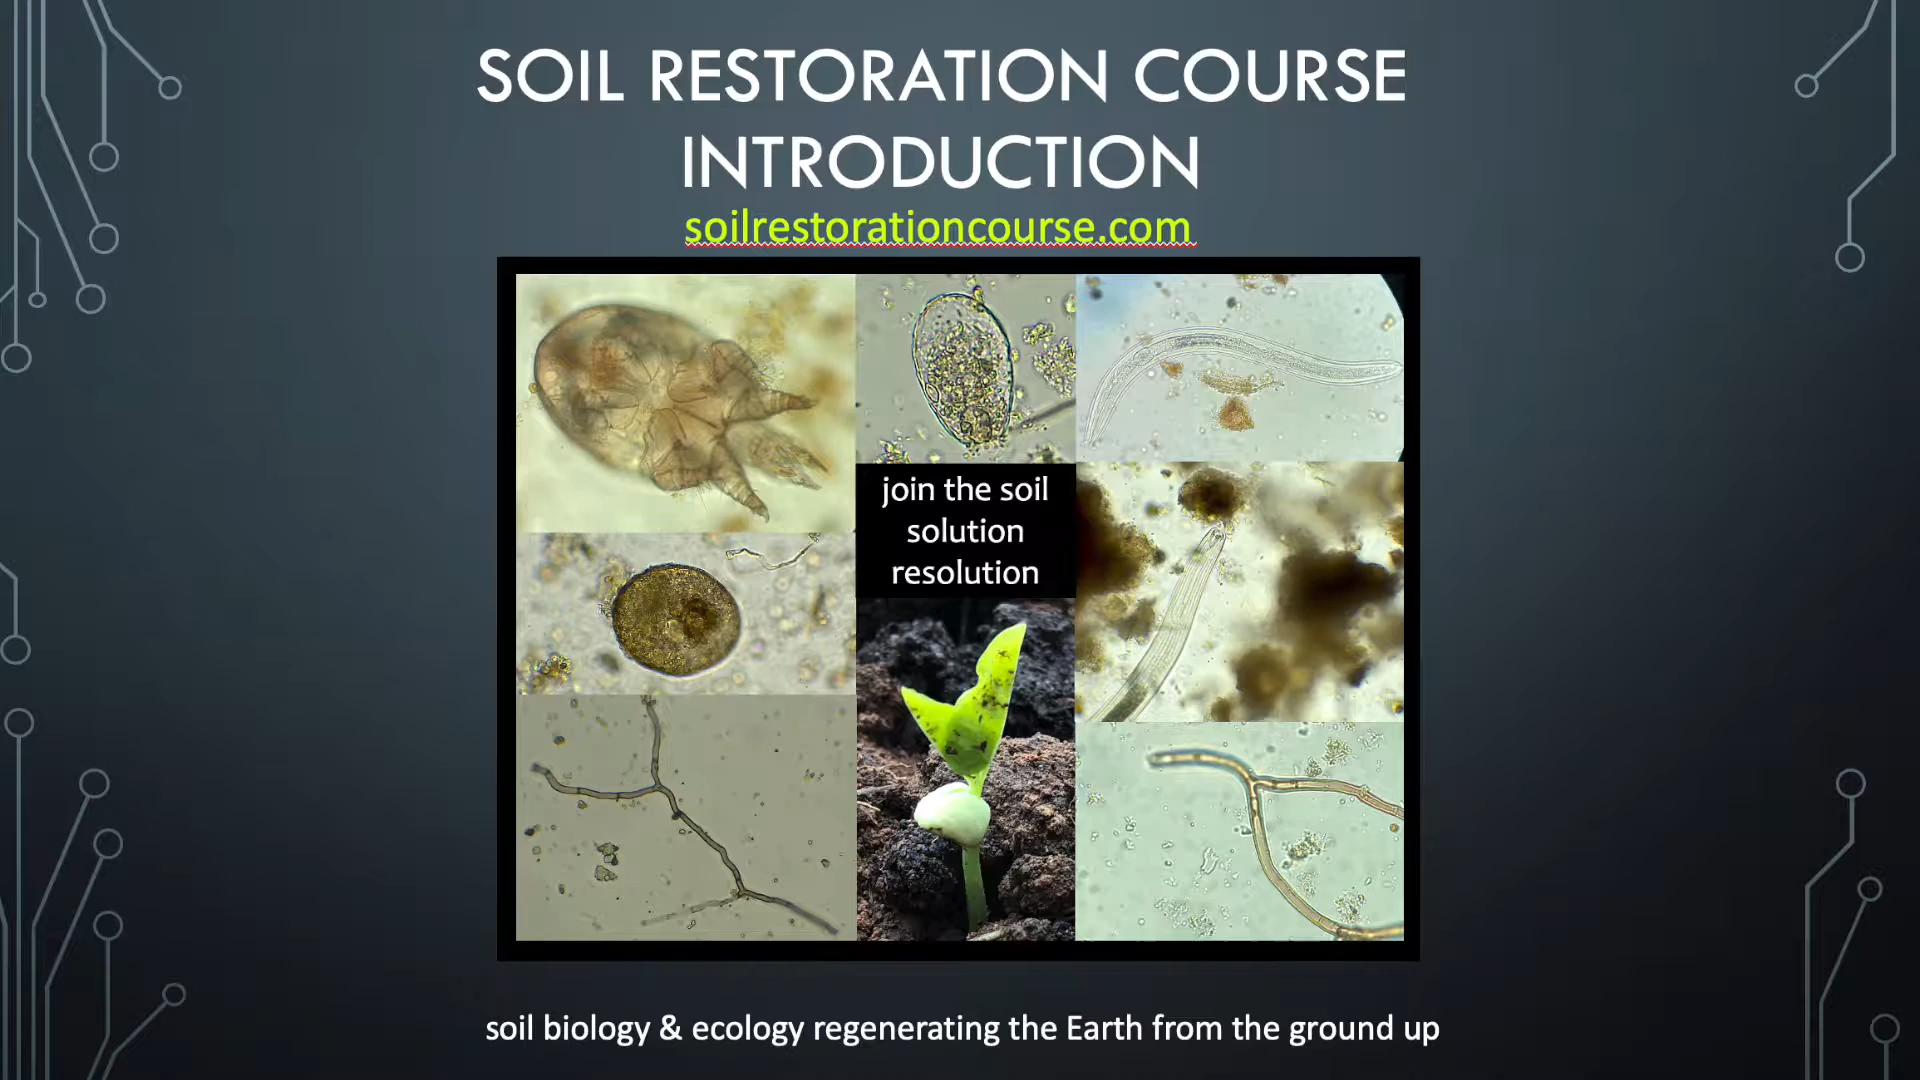 SOIL RESTORATION COURSE
INTRODUCTION
soilrestorationcourse.com
join the soil
solution
resolution
soil biology & ecology regenerating the Earth from the ground up